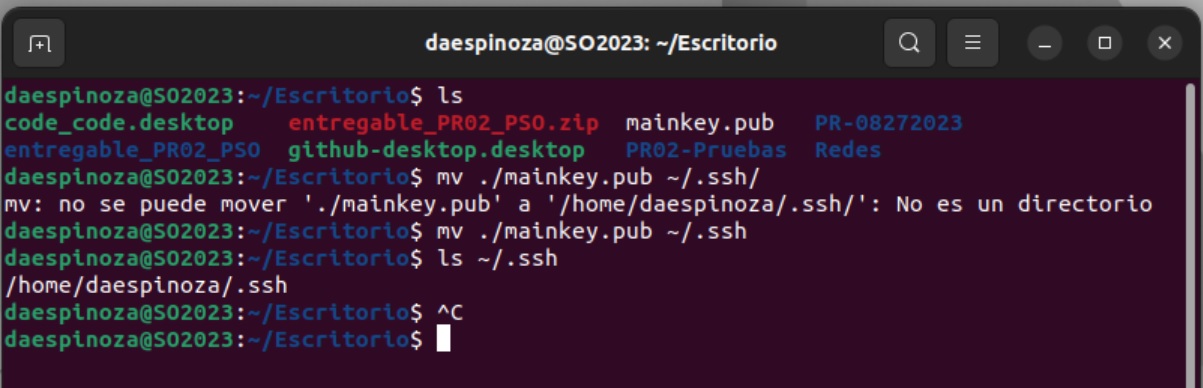 daespinoza@SO2023: ~/Escritorio
daespinoza@SO2023:~/Escritorio$ ls
code_code.desktop    entregable_PR02_PSO.zip  mainkey.pub   PR-08272023
entregable_PR02_PSO  github-desktop.desktop   PR02-Pruebas  Redes
daespinoza@SO2023:~/Escritorio$ mv ./mainkey.pub ~/.ssh/
mv: no se puede mover './mainkey.pub' a '/home/daespinoza/.ssh/': No es un directorio
daespinoza@SO2023:~/Escritorio$ mv ./mainkey.pub ~/.ssh
daespinoza@SO2023:~/Escritorio$ ls ~/.ssh
/home/daespinoza/.ssh
daespinoza@SO2023:~/Escritorio$ ^C
daespinoza@SO2023:~/Escritorio$